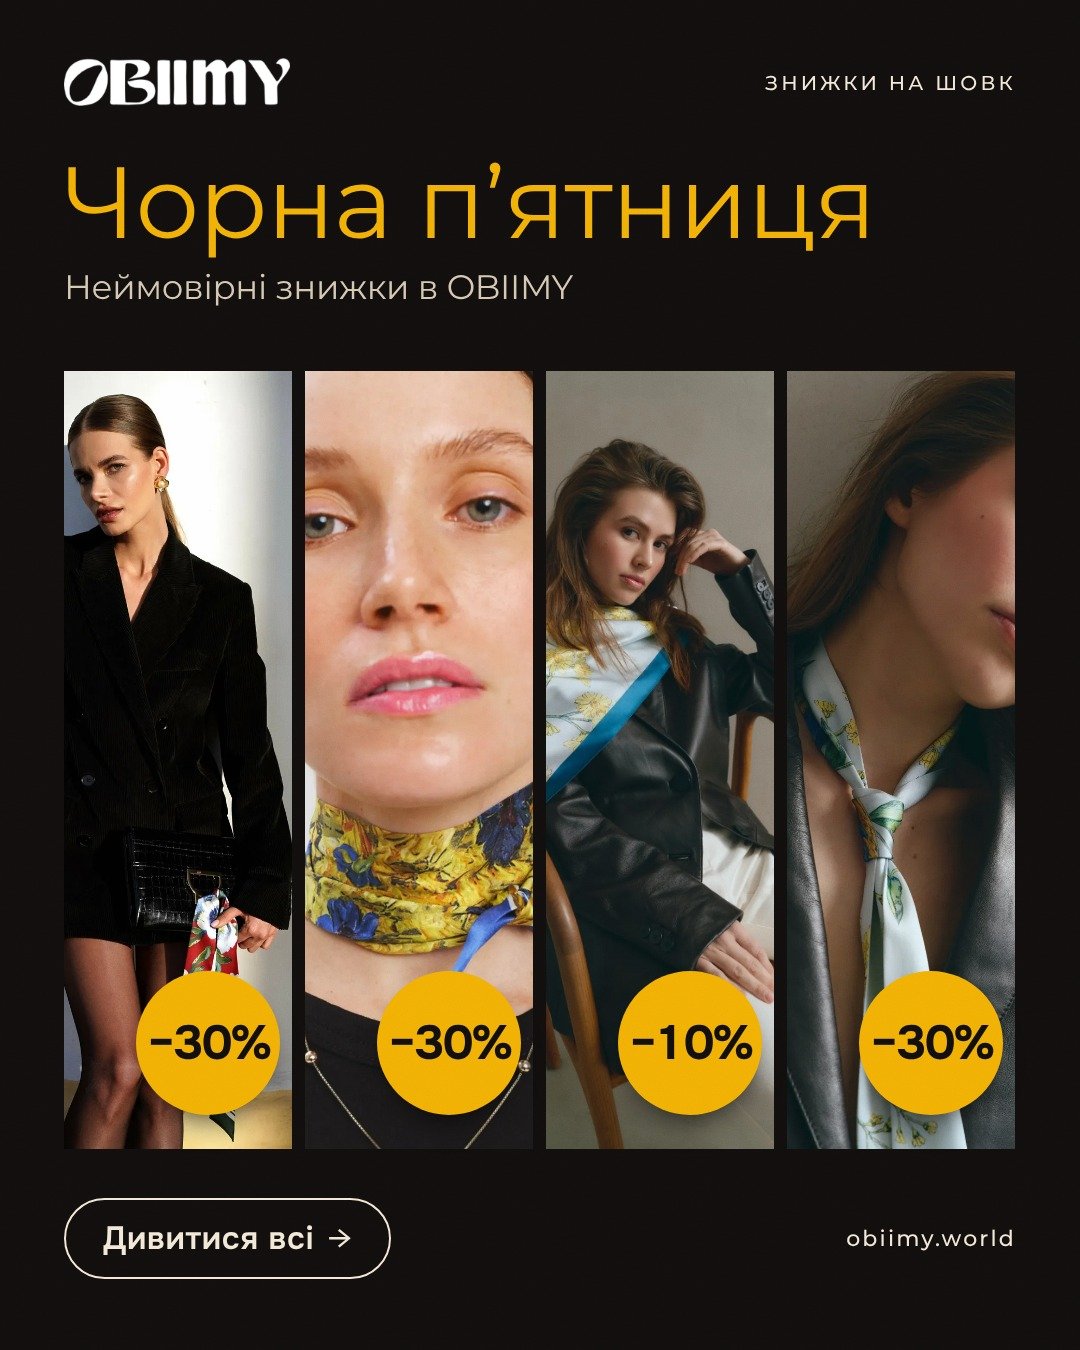 OBIIMY
ЗНИЖКИ НА ШОВК
Чорна п’ятниця
Неймовірні знижки в OBIIMY
−30%
−30%
−10%
−30%
Дивитися всі →
obiimy.world